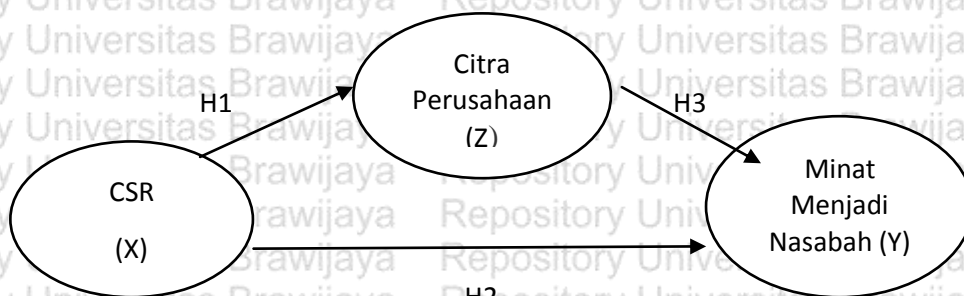 Citra
Perusahaan
(Z)
H1
H3
CSR
(X)
Minat
Menjadi
Nasabah (Y)
H2